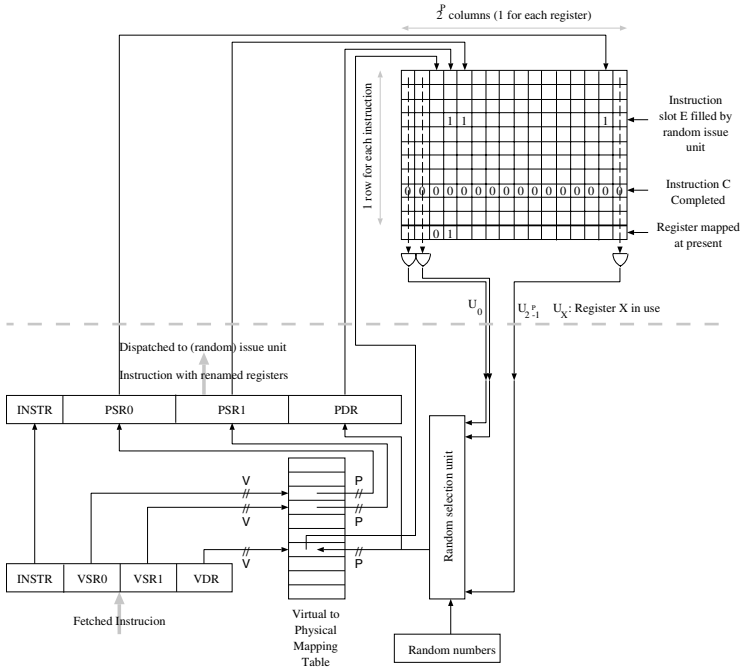 2^P columns (1 for each register)
1 row for each instruction
1 1 1
Instruction
slot E filled by
random issue
unit
0 0 0 0 0 0 0 0 0 0 0 0 0 0 0 0
Instruction C
Completed
0 1
Register mapped
at present
U_0
U_2^P-1
U_X: Register X in use
Dispatched to (random) issue unit
Instruction with renamed registers
INSTR PSR0 PSR1 PDR
V P
V P
V P
Random selection unit
INSTR VSR0 VSR1 VDR
Fetched Instrucion
Virtual to
Physical
Mapping
Table
Random numbers